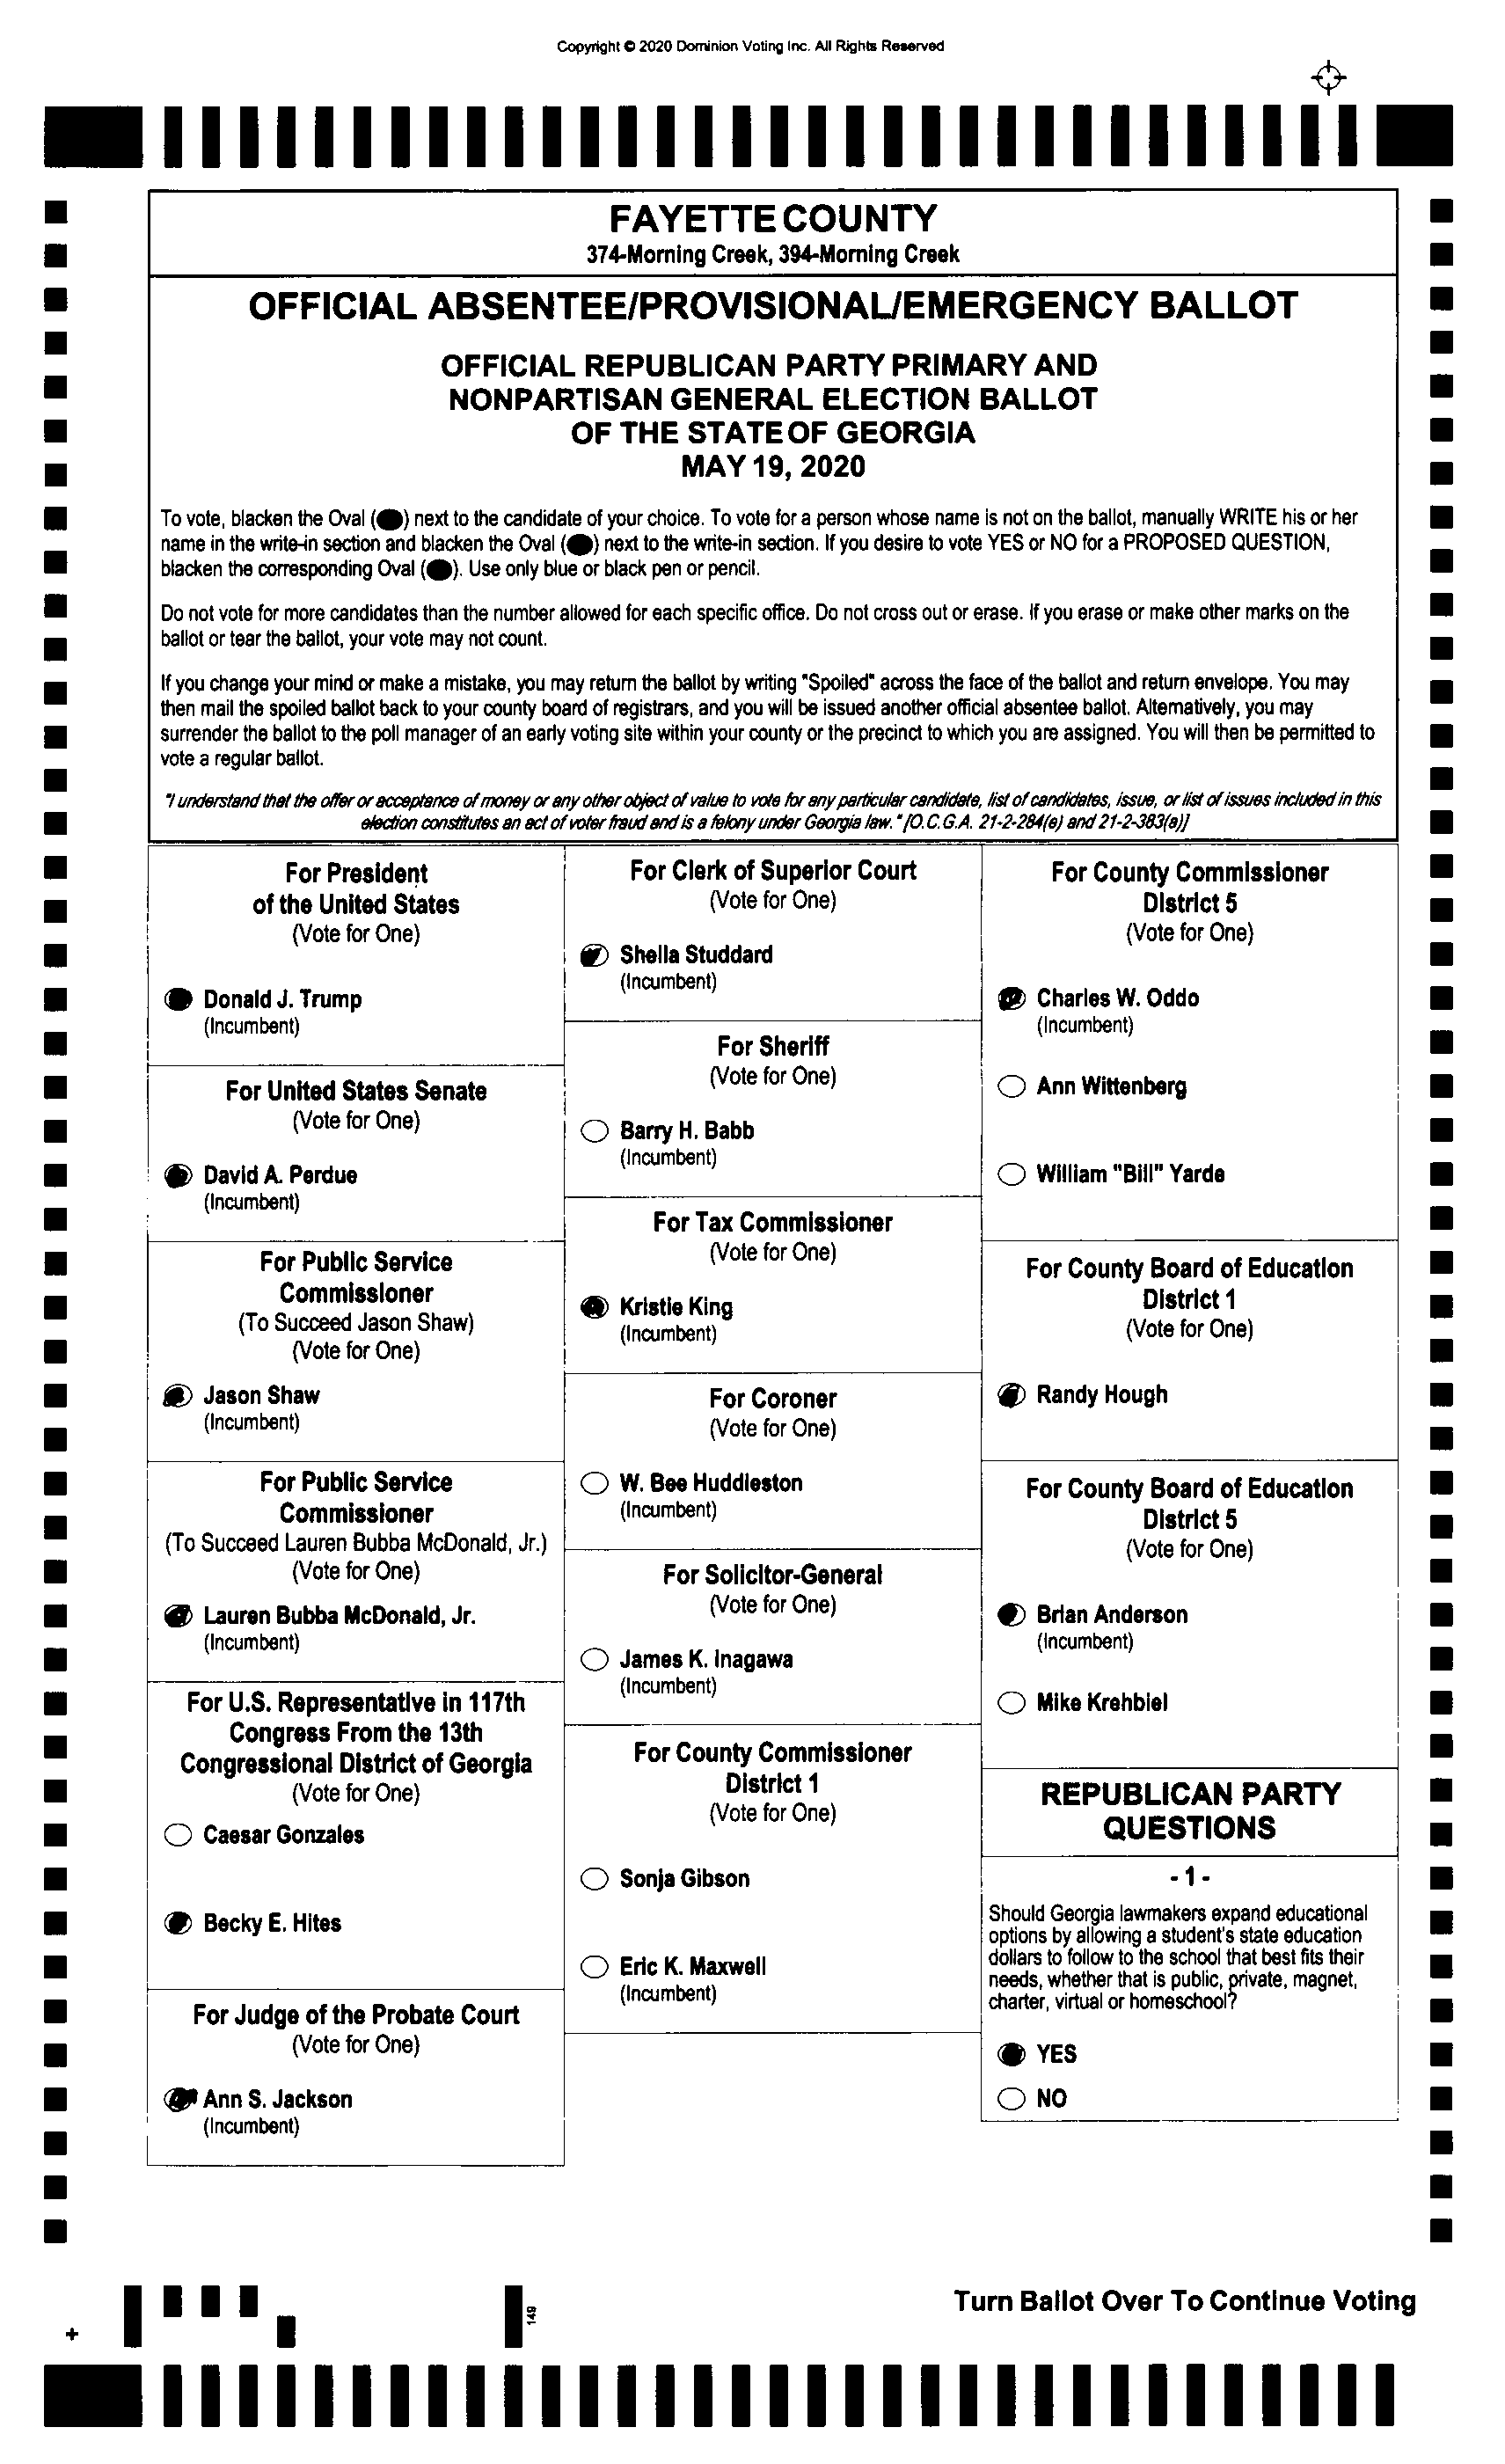 Copyright © 2020 Dominion Voting Inc. All Rights Reserved
FAYETTE COUNTY
374-Morning Creek, 394-Morning Creek
OFFICIAL ABSENTEE/PROVISIONAL/EMERGENCY BALLOT
OFFICIAL REPUBLICAN PARTY PRIMARY AND
NONPARTISAN GENERAL ELECTION BALLOT
OF THE STATE OF GEORGIA
MAY 19, 2020
To vote, blacken the Oval ( ) next to the candidate of your choice. To vote for a person whose name is not on the ballot, manually WRITE his or her
name in the write-in section and blacken the Oval ( ) next to the write-in section. If you desire to vote YES or NO for a PROPOSED QUESTION,
blacken the corresponding Oval ( ). Use only blue or black pen or pencil.
Do not vote for more candidates than the number allowed for each specific office. Do not cross out or erase. If you erase or make other marks on the
ballot or tear the ballot, your vote may not count.
If you change your mind or make a mistake, you may return the ballot by writing "Spoiled" across the face of the ballot and return envelope. You may
then mail the spoiled ballot back to your county board of registrars, and you will be issued another official absentee ballot. Alternatively, you may
surrender the ballot to the poll manager of an early voting site within your county or the precinct to which you are assigned. You will then be permitted to
vote a regular ballot.
"I understand that the offer or acceptance of money or any other object of value to vote for any particular candidate, list of candidates, issue, or list of issues included in this
election constitutes an act of voter fraud and is a felony under Georgia law." [O.C.G.A. 21-2-284(e) and 21-2-383(a)]
For President
of the United States
(Vote for One)
Donald J. Trump
(Incumbent)
For United States Senate
(Vote for One)
David A. Perdue
(Incumbent)
For Public Service
Commissioner
(To Succeed Jason Shaw)
(Vote for One)
Jason Shaw
(Incumbent)
For Public Service
Commissioner
(To Succeed Lauren Bubba McDonald, Jr.)
(Vote for One)
Lauren Bubba McDonald, Jr.
(Incumbent)
For U.S. Representative in 117th
Congress From the 13th
Congressional District of Georgia
(Vote for One)
Caesar Gonzales
Becky E. Hites
For Judge of the Probate Court
(Vote for One)
Ann S. Jackson
(Incumbent)
For Clerk of Superior Court
(Vote for One)
Sheila Studdard
(Incumbent)
For Sheriff
(Vote for One)
Barry H. Babb
(Incumbent)
For Tax Commissioner
(Vote for One)
Kristie King
(Incumbent)
For Coroner
(Vote for One)
W. Bee Huddleston
(Incumbent)
For Solicitor-General
(Vote for One)
James K. Inagawa
(Incumbent)
For County Commissioner
District 1
(Vote for One)
Sonja Gibson
Eric K. Maxwell
(Incumbent)
For County Commissioner
District 5
(Vote for One)
Charles W. Oddo
(Incumbent)
Ann Wittenberg
William "Bill" Yarde
For County Board of Education
District 1
(Vote for One)
Randy Hough
For County Board of Education
District 5
(Vote for One)
Brian Anderson
(Incumbent)
Mike Krehbiel
REPUBLICAN PARTY
QUESTIONS
- 1 -
Should Georgia lawmakers expand educational
options by allowing a student's state education
dollars to follow to the school that best fits their
needs, whether that is public, private, magnet,
charter, virtual or homeschool?
YES
NO
Turn Ballot Over To Continue Voting
149
+